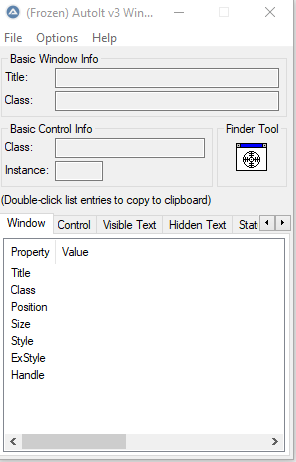 (Frozen) AutoIt v3 Win...
File Options Help
Basic Window Info
Title:
Class:
Basic Control Info
Finder Tool
Class:
Instance:
(Double-click list entries to copy to clipboard)
Window Control Visible Text Hidden Text Stat
Property Value
Title
Class
Position
Size
Style
ExStyle
Handle